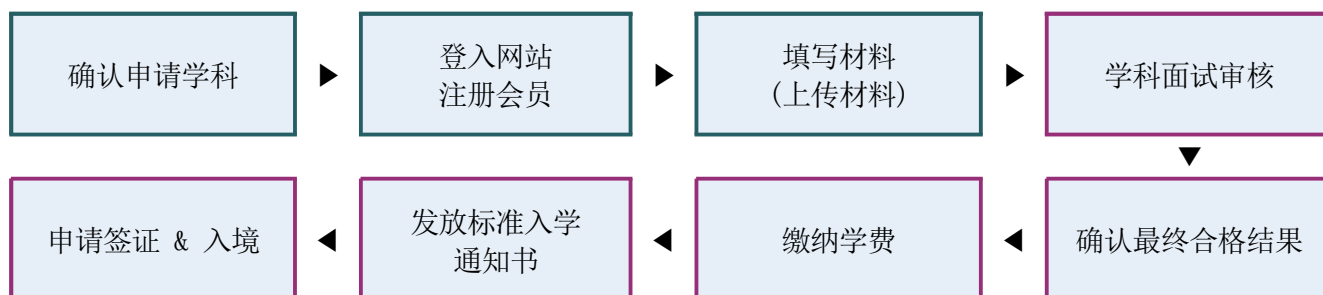 确认申请学科
登入网站
注册会员
填写材料
(上传材料)
学科面试审核
确认最终合格结果
缴纳学费
发放标准入学
通知书
申请签证 & 入境